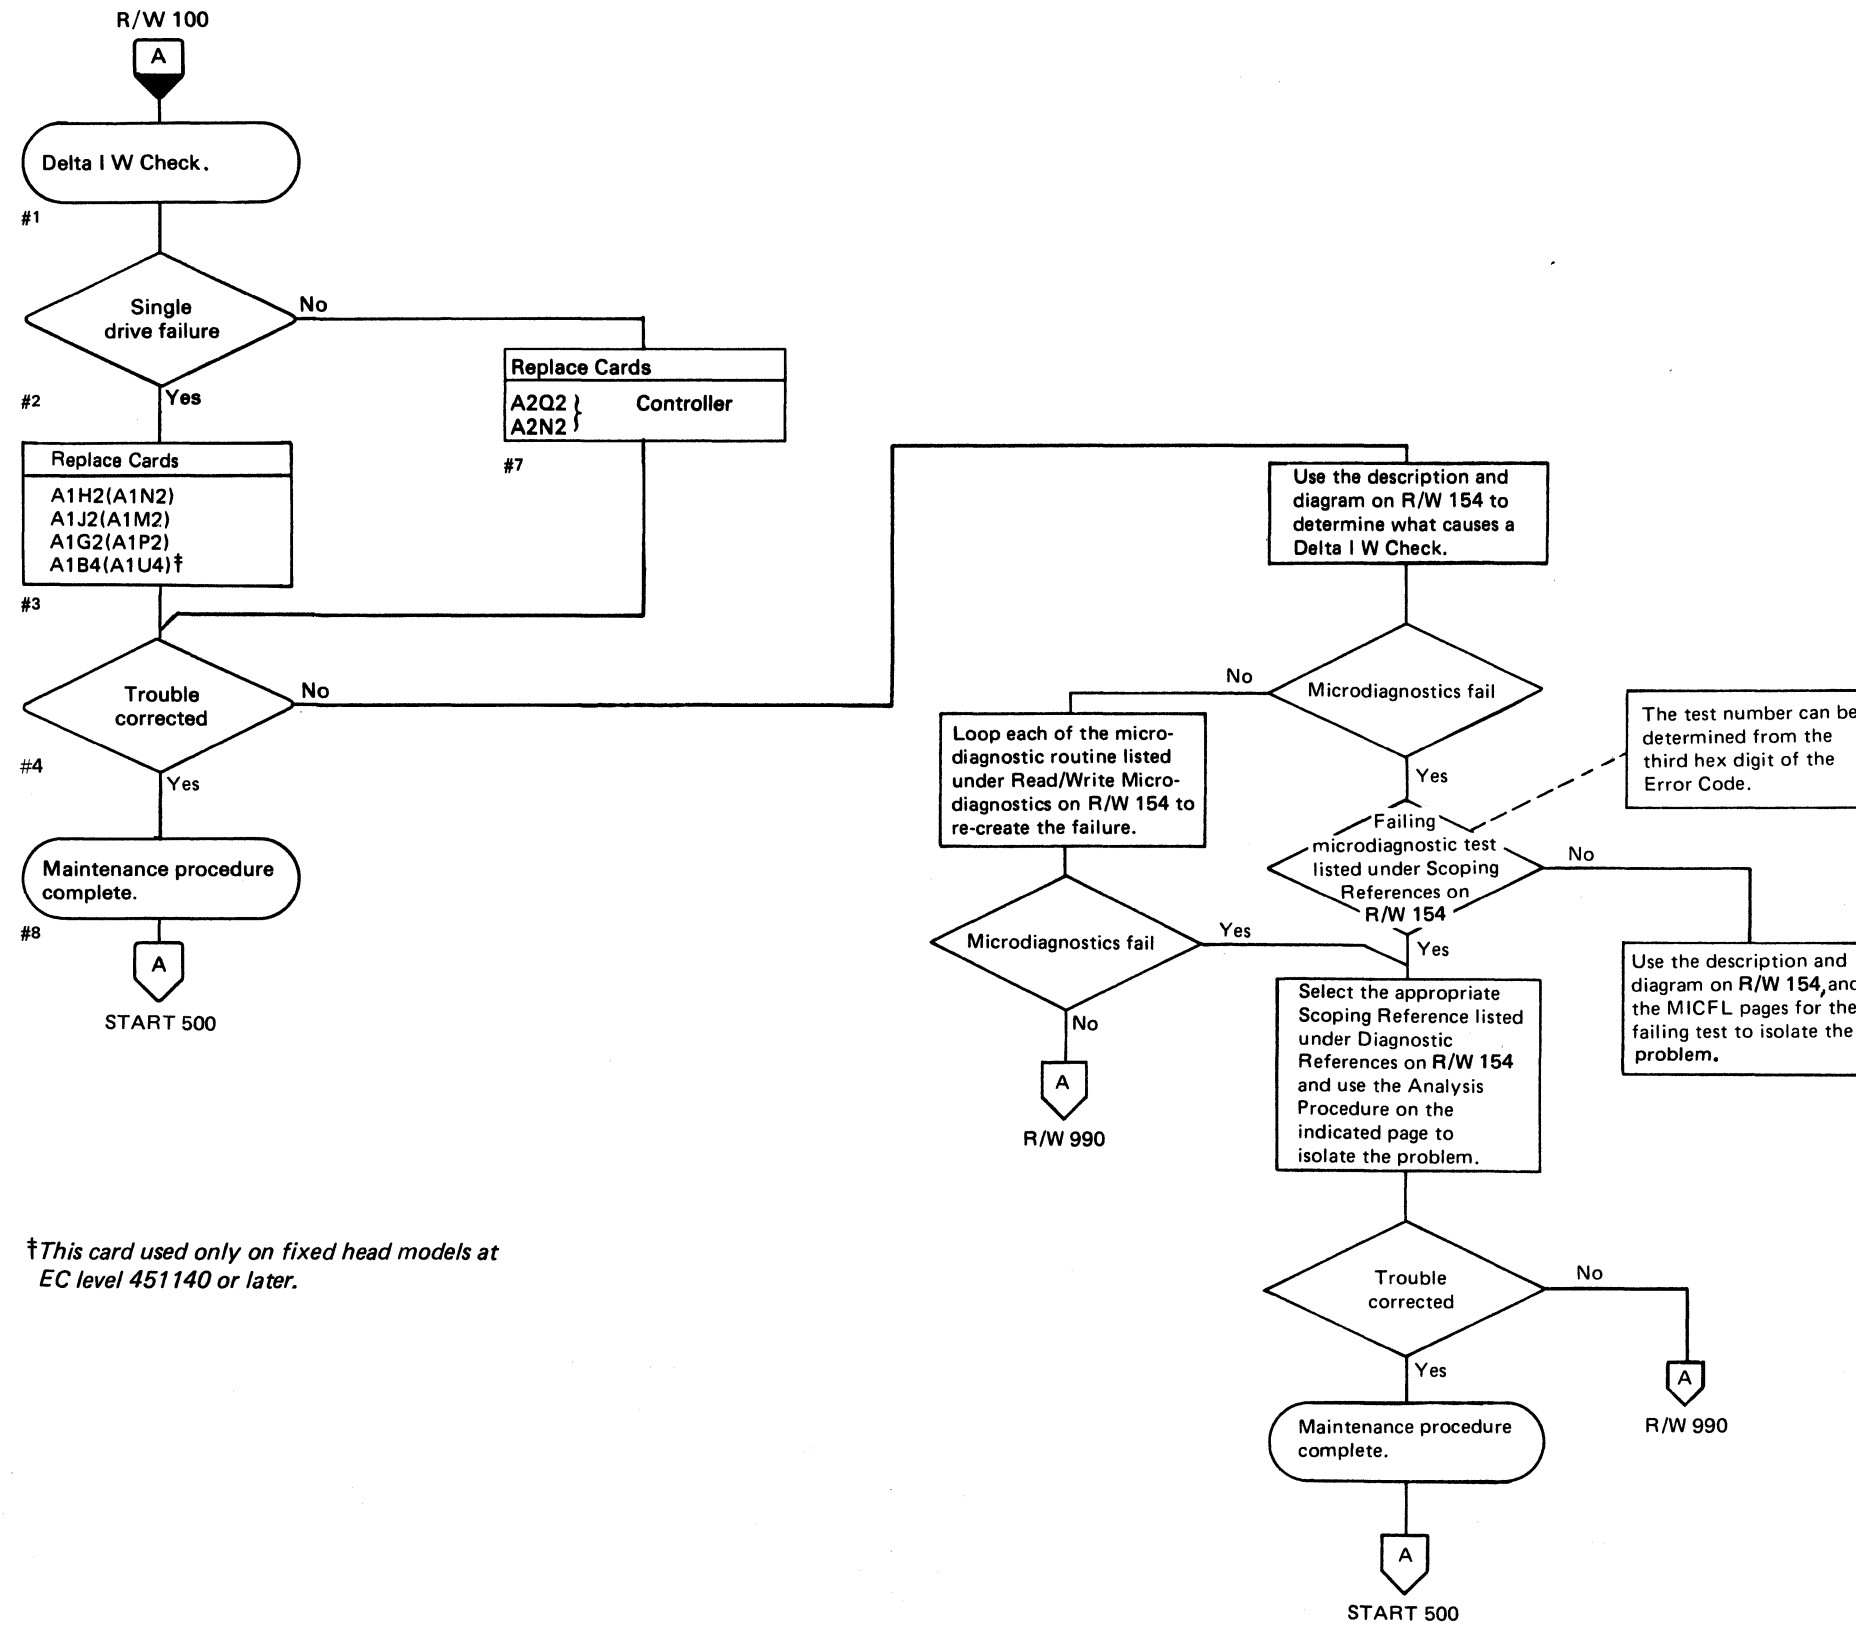 R/W 100
A
Delta I W Check.
#1
Single
drive failure
No
Yes
#2
Replace Cards
A2Q2
A2N2
Controller
#7
Replace Cards
A1H2(A1N2)
A1J2(A1M2)
A1G2(A1P2)
A1B4(A1U4)‡
#3
Trouble
corrected
No
Yes
#4
Maintenance procedure
complete.
#8
A
START 500
‡This card used only on fixed head models at
EC level 451140 or later.
Use the description and
diagram on R/W 154 to
determine what causes a
Delta I W Check.
Microdiagnostics fail
No
Yes
Loop each of the micro-
diagnostic routine listed
under Read/Write Micro-
diagnostics on R/W 154 to
re-create the failure.
Microdiagnostics fail
Yes
No
A
R/W 990
The test number can be
determined from the
third hex digit of the
Error Code.
Failing
microdiagnostic test
listed under Scoping
References on
R/W 154
No
Yes
Use the description and
diagram on R/W 154, and
the MICFL pages for the
failing test to isolate the
problem.
Select the appropriate
Scoping Reference listed
under Diagnostic
References on R/W 154
and use the Analysis
Procedure on the
indicated page to
isolate the problem.
Trouble
corrected
No
Yes
A
R/W 990
Maintenance procedure
complete.
A
START 500